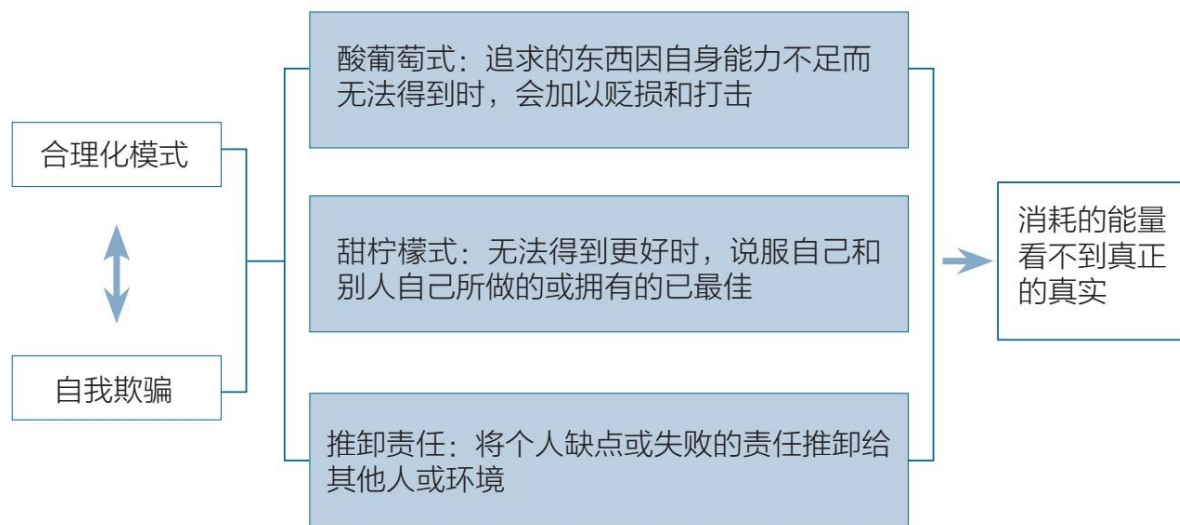 合理化模式
自我欺骗
酸葡萄式：追求的东西因自身能力不足而
无法得到时，会加以贬损和打击
甜柠檬式：无法得到更好时，说服自己和
别人自己所做的或拥有的已最佳
推卸责任：将个人缺点或失败的责任推卸给
其他人或环境
消耗的能量
看不到真正
的真实